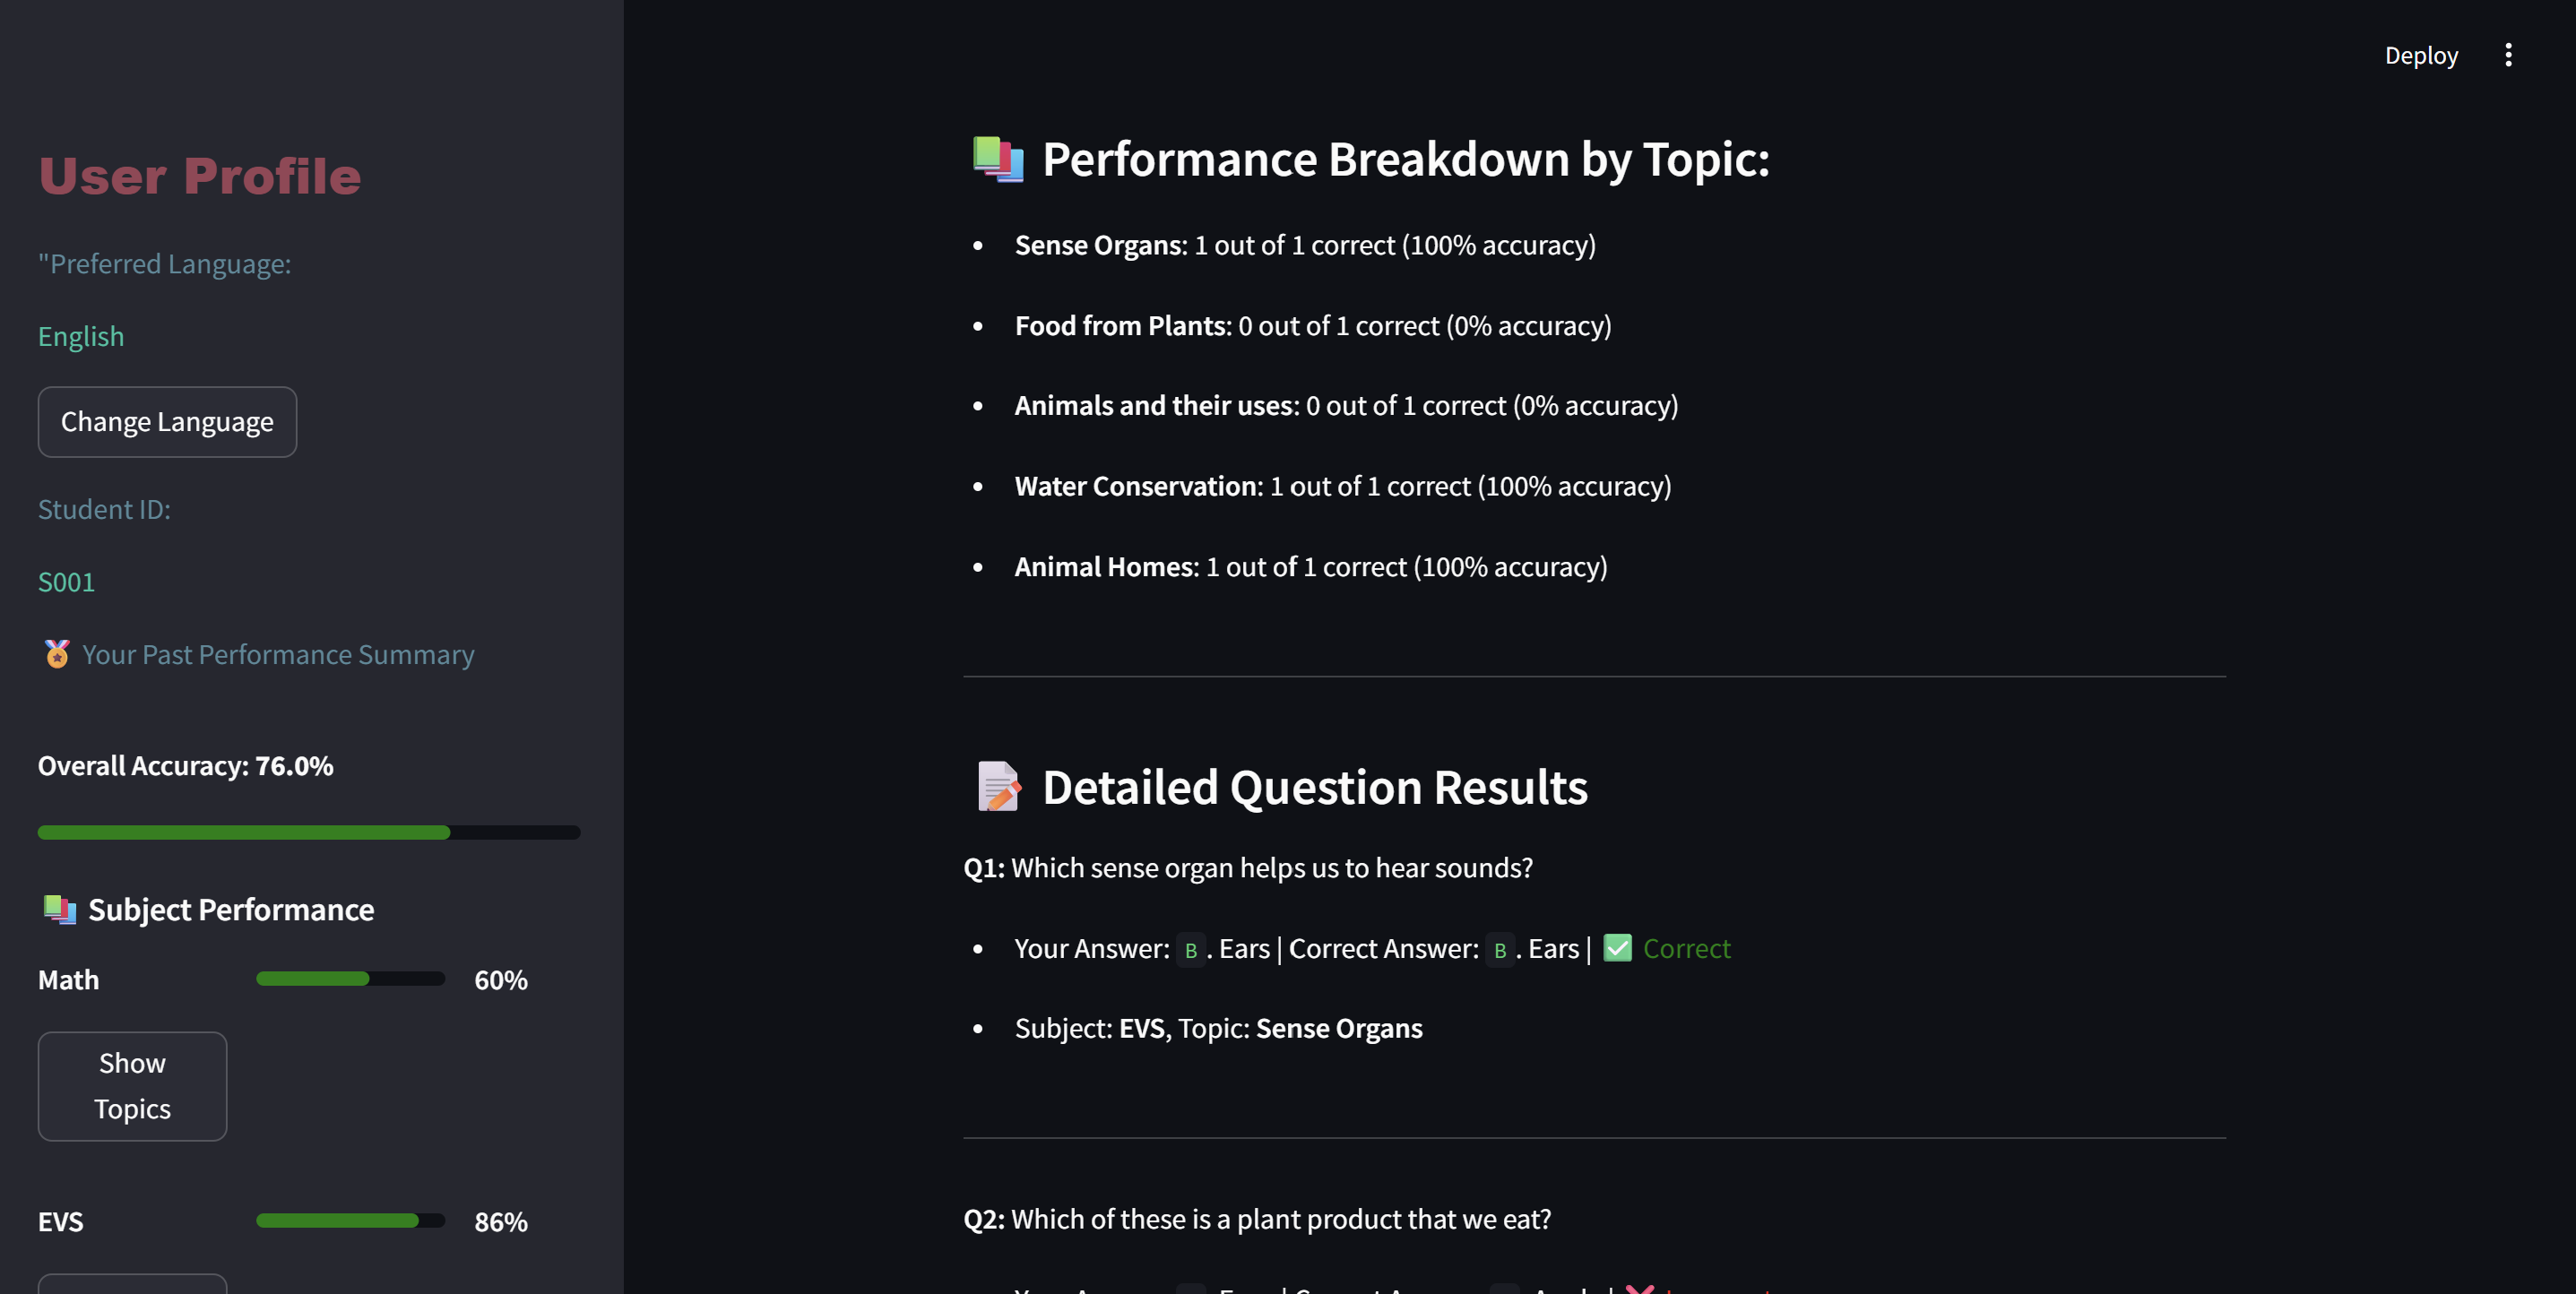 Deploy
User Profile
"Preferred Language:
English
Change Language
Student ID:
S001
Your Past Performance Summary
Overall Accuracy: 76.0%
Subject Performance
Math 60%
Show
Topics
EVS 86%
Performance Breakdown by Topic:
• Sense Organs: 1 out of 1 correct (100% accuracy)
• Food from Plants: 0 out of 1 correct (0% accuracy)
• Animals and their uses: 0 out of 1 correct (0% accuracy)
• Water Conservation: 1 out of 1 correct (100% accuracy)
• Animal Homes: 1 out of 1 correct (100% accuracy)
Detailed Question Results
Q1: Which sense organ helps us to hear sounds?
• Your Answer: B. Ears | Correct Answer: B. Ears | ✅ Correct
• Subject: EVS, Topic: Sense Organs
Q2: Which of these is a plant product that we eat?